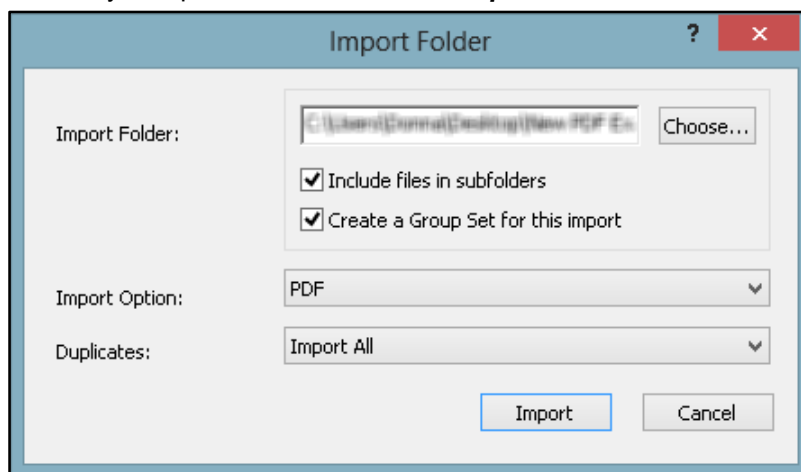 Import Folder
?
Import Folder:
Choose...
Include files in subfolders
Create a Group Set for this import
Import Option:
PDF
Duplicates:
Import All
Import
Cancel